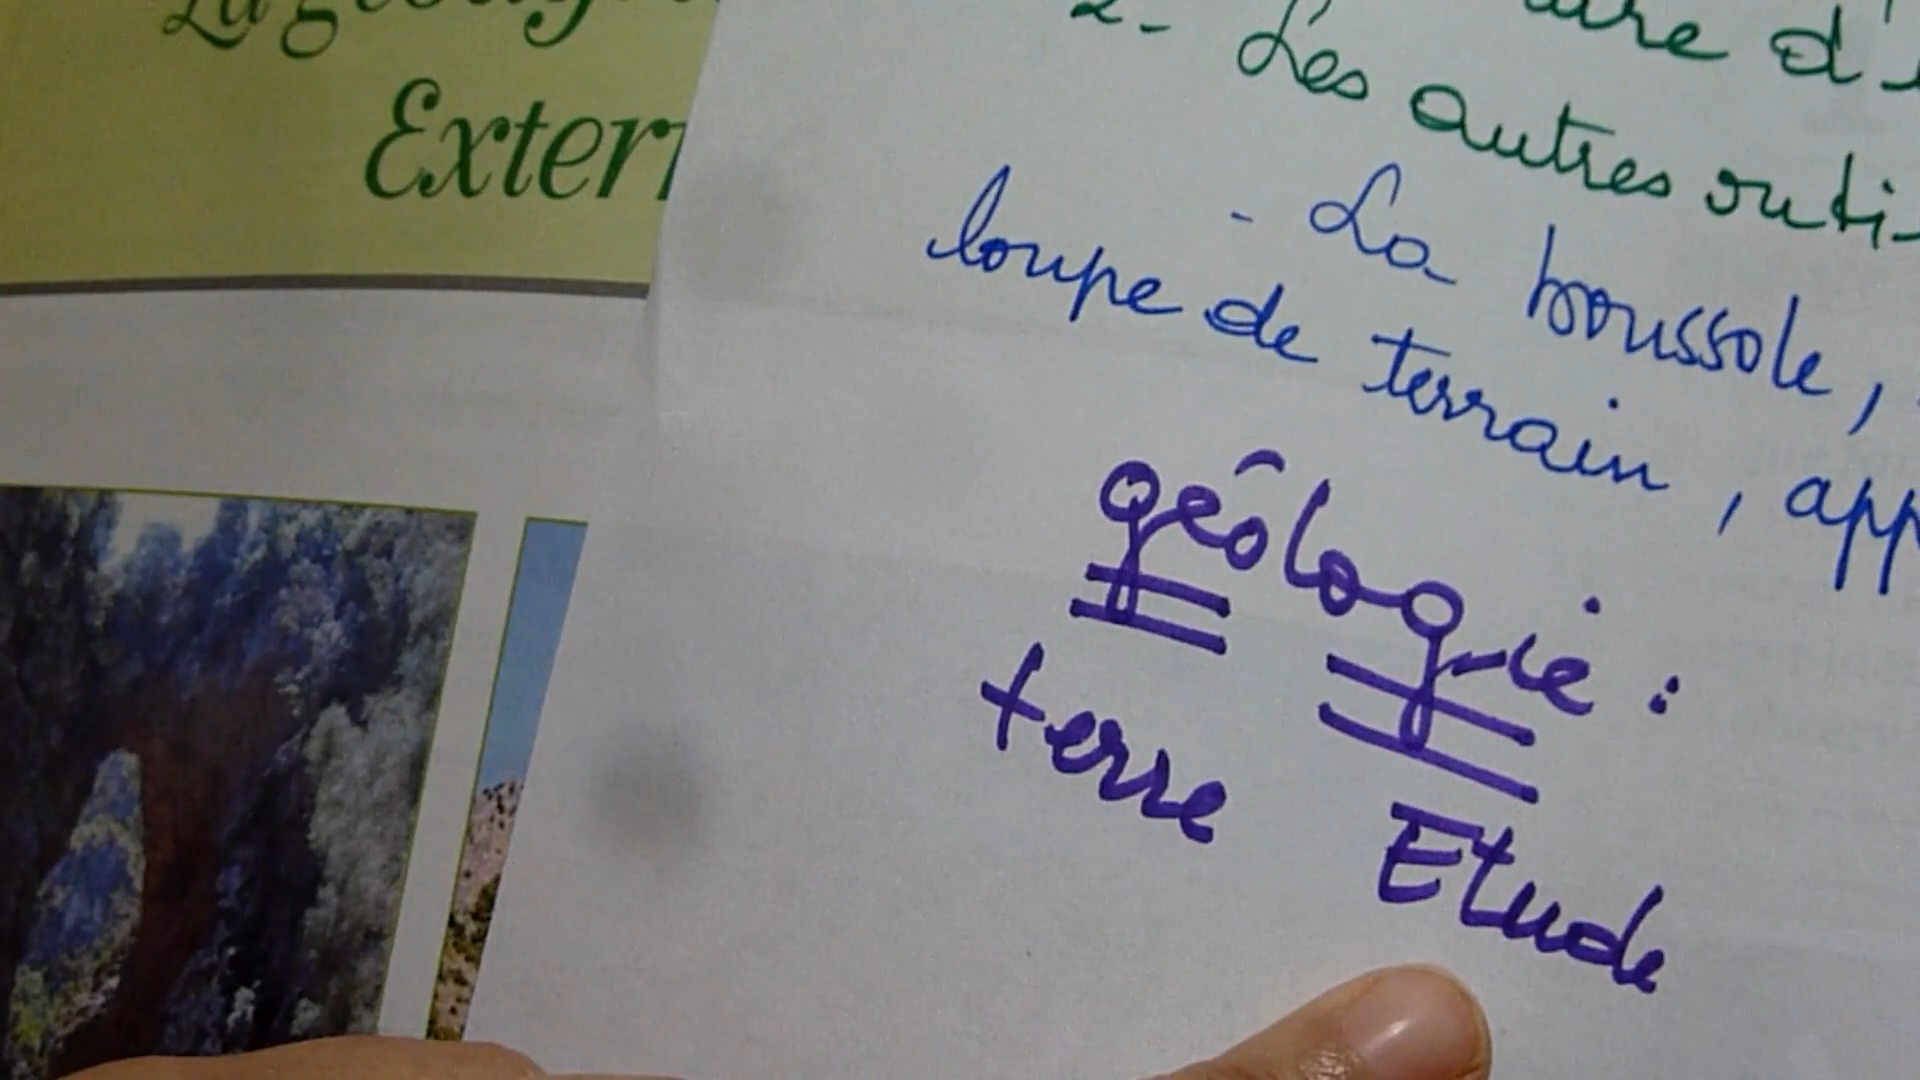 Exter
2- Les autres outi
- La boussole,
loupe de terrain, app
géologie:
terre Etude